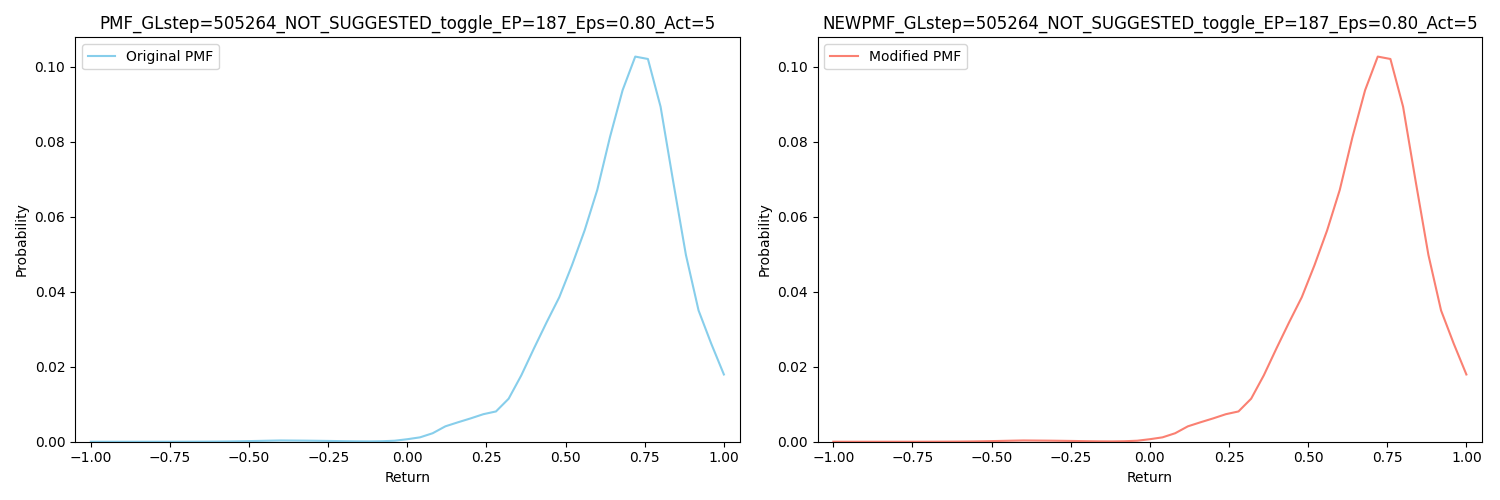 PMF_GLstep=505264_NOT_SUGGESTED_toggle_EP=187_Eps=0.80_Act=5
Original PMF
0.10
0.08
0.06
0.04
0.02
0.00
Probability
−1.00 −0.75 −0.50 −0.25 0.00 0.25 0.50 0.75 1.00
Return
NEWPMF_GLstep=505264_NOT_SUGGESTED_toggle_EP=187_Eps=0.80_Act=5
Modified PMF
0.10
0.08
0.06
0.04
0.02
0.00
Probability
−1.00 −0.75 −0.50 −0.25 0.00 0.25 0.50 0.75 1.00
Return